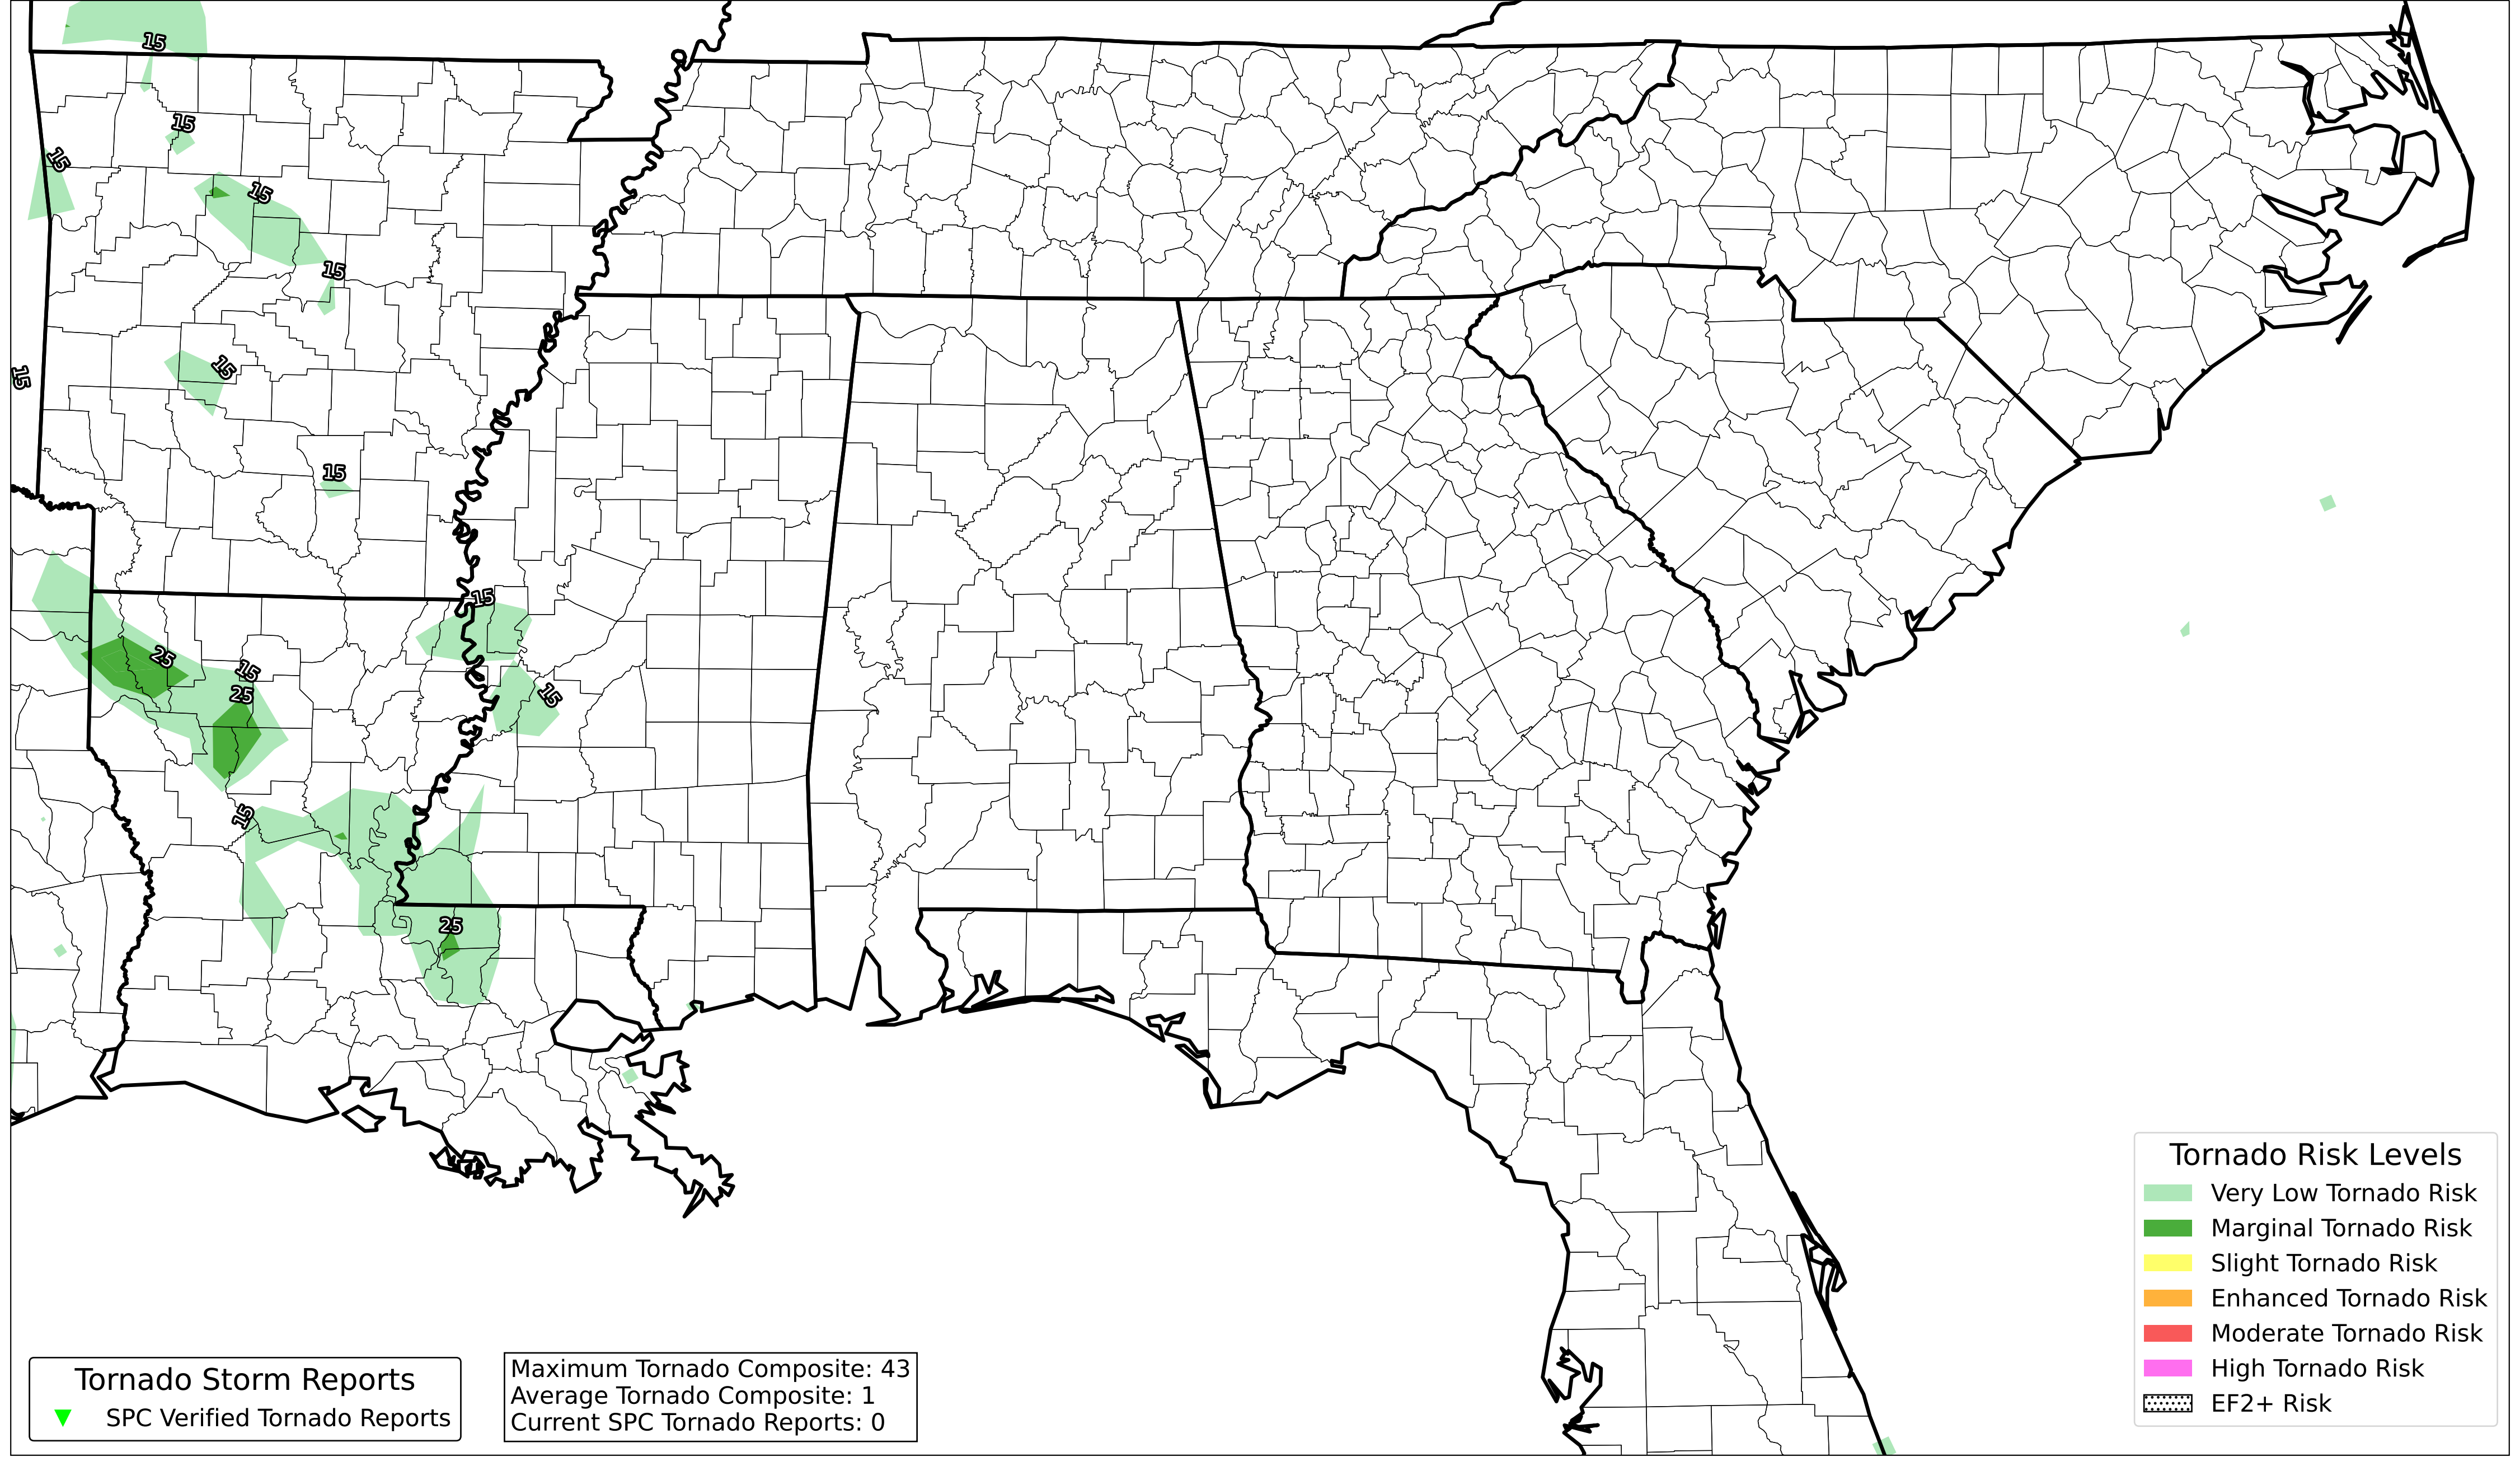 15
15
15
15
15
15
15
15
15
25
15
25
15
15
25
Tornado Risk Levels
Very Low Tornado Risk
Marginal Tornado Risk
Slight Tornado Risk
Enhanced Tornado Risk
Moderate Tornado Risk
High Tornado Risk
EF2+ Risk
Tornado Storm Reports
SPC Verified Tornado Reports
Maximum Tornado Composite: 43
Average Tornado Composite: 1
Current SPC Tornado Reports: 0